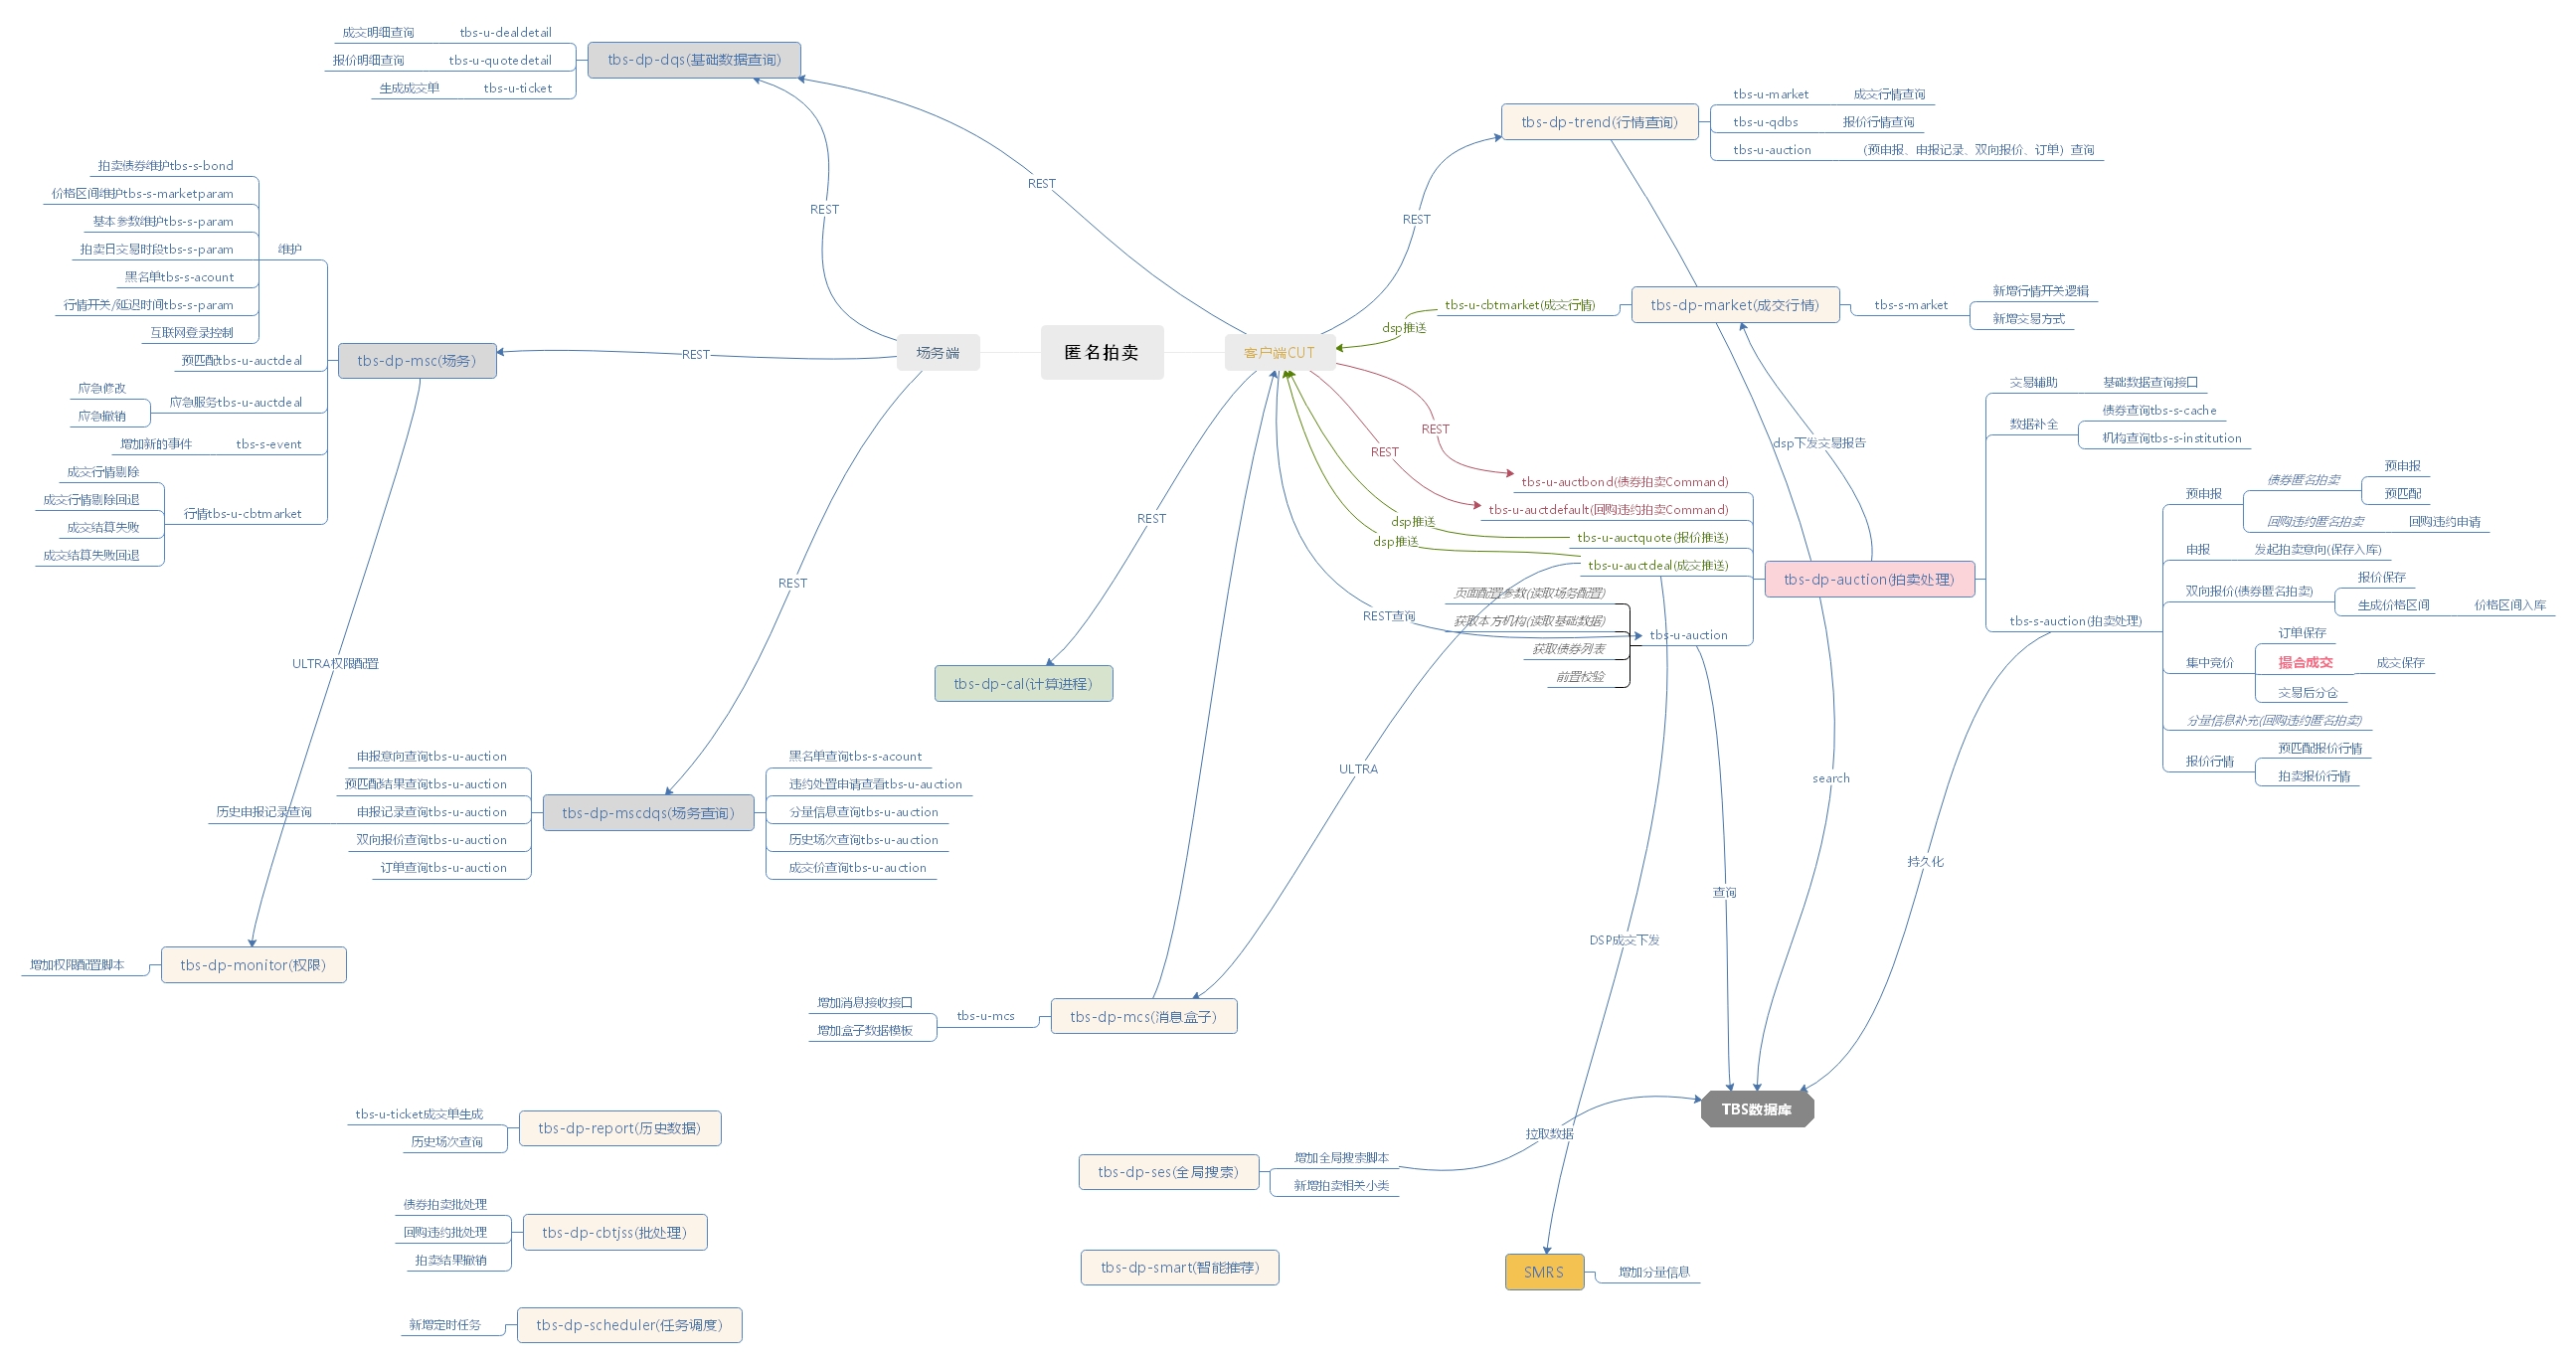 成交明细查询
tbs-u-dealdetail
报价明细查询
tbs-u-quotedetail
生成成交单
tbs-u-ticket
tbs-dp-dqs(基础数据查询)
REST
REST
拍卖债券维护tbs-s-bond
价格区间维护tbs-s-marketparam
基本参数维护tbs-s-param
拍卖日交易时段tbs-s-param
黑名单tbs-s-acount
行情开关/延迟时间tbs-s-param
互联网登录控制
维护
预匹配tbs-u-auctdeal
应急修改
应急撤销
应急服务tbs-u-auctdeal
增加新的事件
tbs-s-event
成交行情剔除
成交行情剔除回退
成交结算失败
成交结算失败回退
行情tbs-u-cbtmarket
tbs-dp-msc(场务)
REST
场务端
匿名拍卖
客户端CUT
REST
tbs-dp-trend(行情查询)
tbs-u-market
成交行情查询
tbs-u-qdbs
报价行情查询
tbs-u-auction
（预申报、申报记录、双向报价、订单）查询
tbs-u-cbtmarket(成交行情)
dsp推送
tbs-dp-market(成交行情)
tbs-s-market
新增行情开关逻辑
新增交易方式
dsp下发交易报告
REST
REST
tbs-u-auctbond(债券拍卖Command)
tbs-u-auctdefault(回购违约拍卖Command)
dsp推送
tbs-u-auctquote(报价推送)
dsp推送
tbs-u-auctdeal(成交推送)
页面配置参数(读取场务配置)
获取本方机构(读取基础数据)
获取债券列表
前置校验
REST查询
tbs-u-auction
tbs-dp-auction(拍卖处理)
交易辅助
基础数据查询接口
数据补全
债券查询tbs-s-cache
机构查询tbs-s-institution
tbs-s-auction(拍卖处理)
预申报
债券匿名拍卖
预申报
预匹配
回购违约匿名拍卖
回购违约申请
申报
发起拍卖意向(保存入库)
双向报价(债券匿名拍卖)
报价保存
生成价格区间
价格区间入库
集中竞价
订单保存
撮合成交
成交保存
交易后分仓
分量信息补充(回购违约匿名拍卖)
报价行情
预匹配报价行情
拍卖报价行情
REST
REST
ULTRA权限配置
tbs-dp-cal(计算进程)
ULTRA
search
查询
持久化
DSP成交下发
申报意向查询tbs-u-auction
预匹配结果查询tbs-u-auction
历史申报记录查询
申报记录查询tbs-u-auction
双向报价查询tbs-u-auction
订单查询tbs-u-auction
tbs-dp-mscdqs(场务查询)
黑名单查询tbs-s-acount
违约处置申请查看tbs-u-auction
分量信息查询tbs-u-auction
历史场次查询tbs-u-auction
成交价查询tbs-u-auction
增加权限配置脚本
tbs-dp-monitor(权限)
增加消息接收接口
增加盒子数据模板
tbs-u-mcs
tbs-dp-mcs(消息盒子)
TBS数据库
拉取数据
tbs-u-ticket成交单生成
历史场次查询
tbs-dp-report(历史数据)
tbs-dp-ses(全局搜索)
增加全局搜索脚本
新增拍卖相关小类
债券拍卖批处理
回购违约批处理
拍卖结果撤销
tbs-dp-cbtjss(批处理)
tbs-dp-smart(智能推荐)
SMRS
增加分量信息
新增定时任务
tbs-dp-scheduler(任务调度)